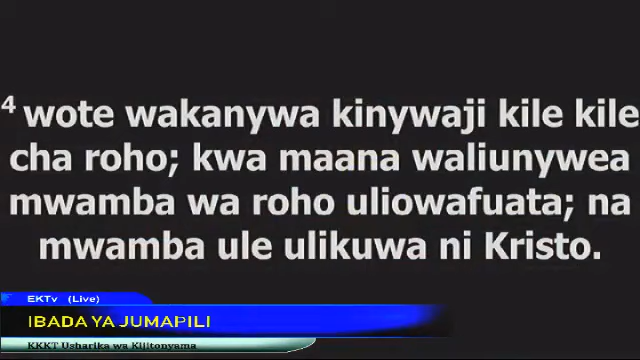 4 wote wakanywa kinywaji kile kile
cha roho; kwa maana waliunywea
mwamba wa roho uliowafuata; na
mwamba ule ulikuwa ni Kristo.
EKTv (Live)
IBADA YA JUMAPILI
KKKT Usharika wa Kijitonyama